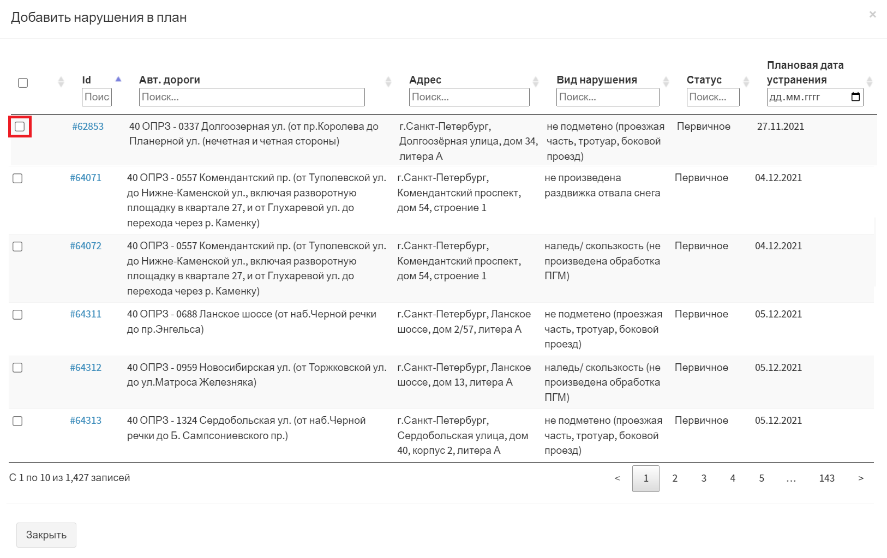 Добавить нарушения в план
×
Id Авт. дороги Адрес Вид нарушения Статус Плановая дата
устранения
Поис Поиск... Поиск... Поиск... Поиск... дд.мм.гггг
#62853 40 ОПРЗ - 0337 Долгоозерная ул. (от пр.Королева до г.Санкт-Петербург, не подметено (проезжая Первичное 27.11.2021
Планерной ул. (нечетная и четная стороны) Долгоозёрная улица, дом 34, часть, тротуар, боковой
литера А проезд)
#64071 40 ОПРЗ - 0557 Комендантский пр. (от Туполевской ул. г.Санкт-Петербург, не произведена Первичное 04.12.2021
до Нижне-Каменской ул., включая разворотную Комендантский проспект, раздвижка отвала снега
площадку в квартале 27, и от Глухаревой ул. до дом 54, строение 1
перехода через р. Каменку)
#64072 40 ОПРЗ - 0557 Комендантский пр. (от Туполевской ул. г.Санкт-Петербург, наледь/ скользкость (не Первичное 04.12.2021
до Нижне-Каменской ул., включая разворотную Комендантский проспект, произведена обработка
площадку в квартале 27, и от Глухаревой ул. до дом 54, строение 1 ПГМ)
перехода через р. Каменку)
#64311 40 ОПРЗ - 0688 Ланское шоссе (от наб.Черной речки г.Санкт-Петербург, Ланское не подметено (проезжая Первичное 05.12.2021
до пр.Энгельса) шоссе, дом 2/57, литера А часть, тротуар, боковой
проезд)
#64312 40 ОПРЗ - 0959 Новосибирская ул. (от Торжковской ул. г.Санкт-Петербург, Ланское наледь/ скользкость (не Первичное 05.12.2021
до ул.Матроса Железняка) шоссе, дом 13, литера А произведена обработка
ПГМ)
#64313 40 ОПРЗ - 1324 Сердобольская ул. (от наб.Черной г.Санкт-Петербург, не подметено (проезжая Первичное 05.12.2021
речки до Б. Сампсониевского пр.) Сердобольская улица, дом часть, тротуар, боковой
40, корпус 2, литера А проезд)
С 1 по 10 из 1,427 записей < 1 2 3 4 5 ... 143 >
Закрыть